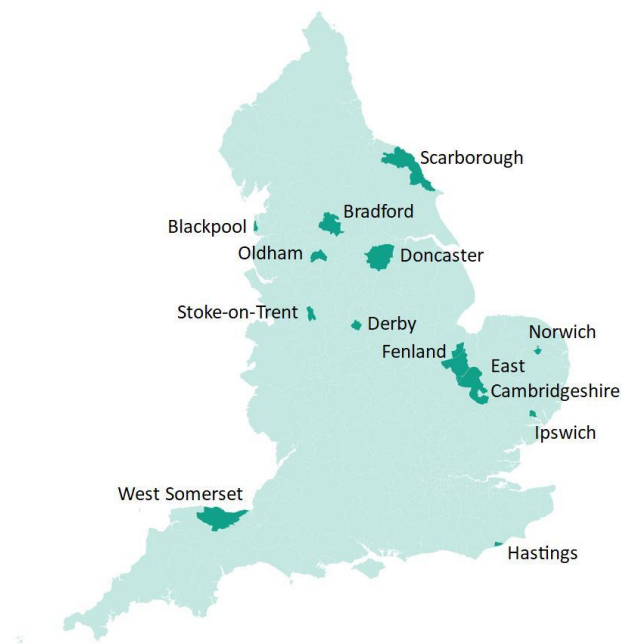 Scarborough
Bradford
Blackpool
Oldham
Doncaster
Stoke-on-Trent
Derby
Norwich
Fenland
East
Cambridgeshire
Ipswich
West Somerset
Hastings